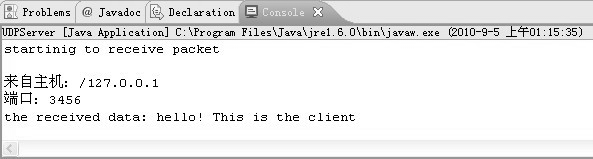 Problems @ Javadoc Declaration Console
UDPServer [Java Application] C:\Program Files\Java\jre1.6.0\bin\javaw.exe (2010-9-5 上午01:15:35)
startinig to receive packet
来自主机: /127.0.0.1
端口: 3456
the received data: hello! This is the client